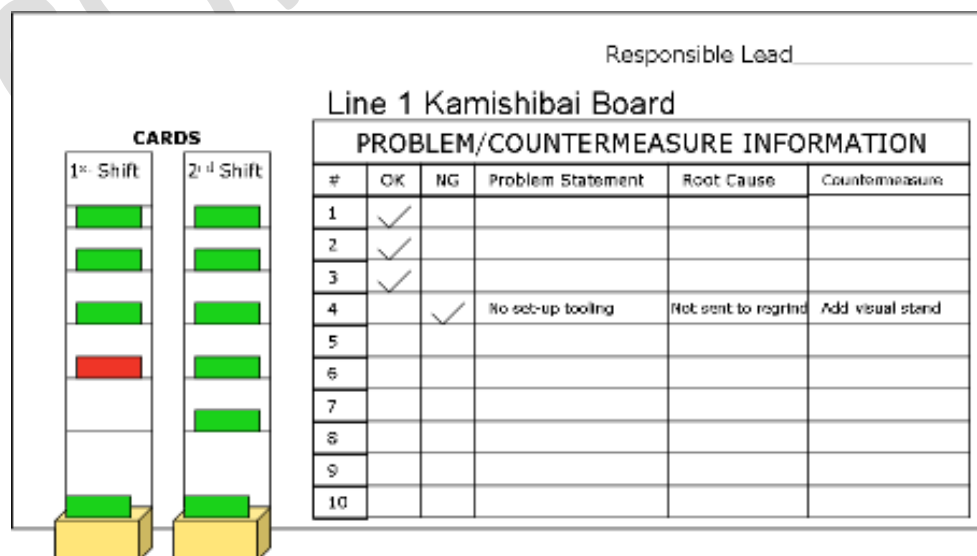 Responsible Lead
Line 1 Kamishibai Board
CARDS
1st Shift
2nd Shift
PROBLEM/COUNTERMEASURE INFORMATION
# OK NG Problem Statement Root Cause Countermeasure
1
2
3
4 No set-up tooling Not sent to regrind Add visual stand
5
6
7
8
9
10